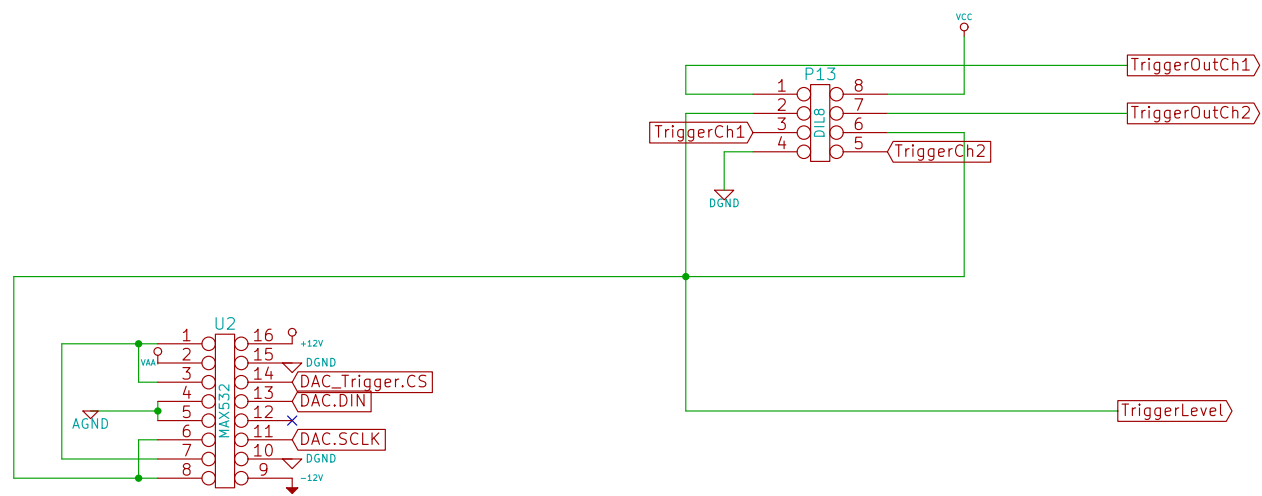 VCC
TriggerOutCh1
P13
1 8
2 7 TriggerOutCh2
TriggerCh1 3 6
4 5 TriggerCh2
DIL8
DGND
U2
1 16 +12V
VAA 2 15 DGND
3 14 DAC_Trigger.CS
4 13 DAC.DIN
AGND 5 12
6 11 DAC.SCLK
7 10 DGND
8 9 -12V
MAX532
TriggerLevel